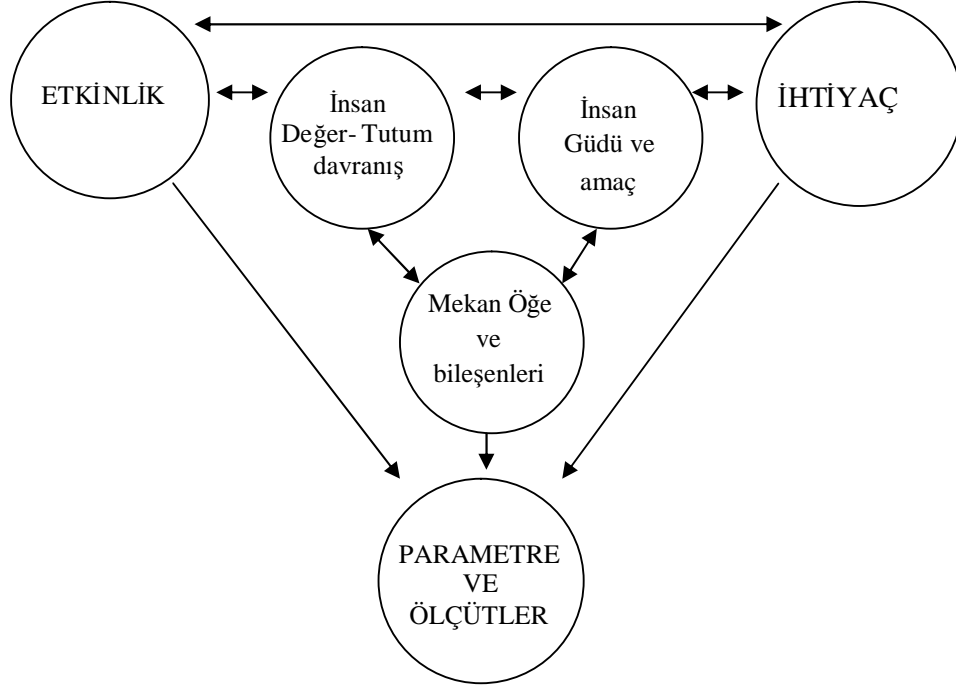 ETKİNLİK
İnsan
Değer- Tutum
davranış
İnsan
Güdü ve
amaç
İHTİYAÇ
Mekan Öğe
ve
bileşenleri
PARAMETRE
VE
ÖLÇÜTLER